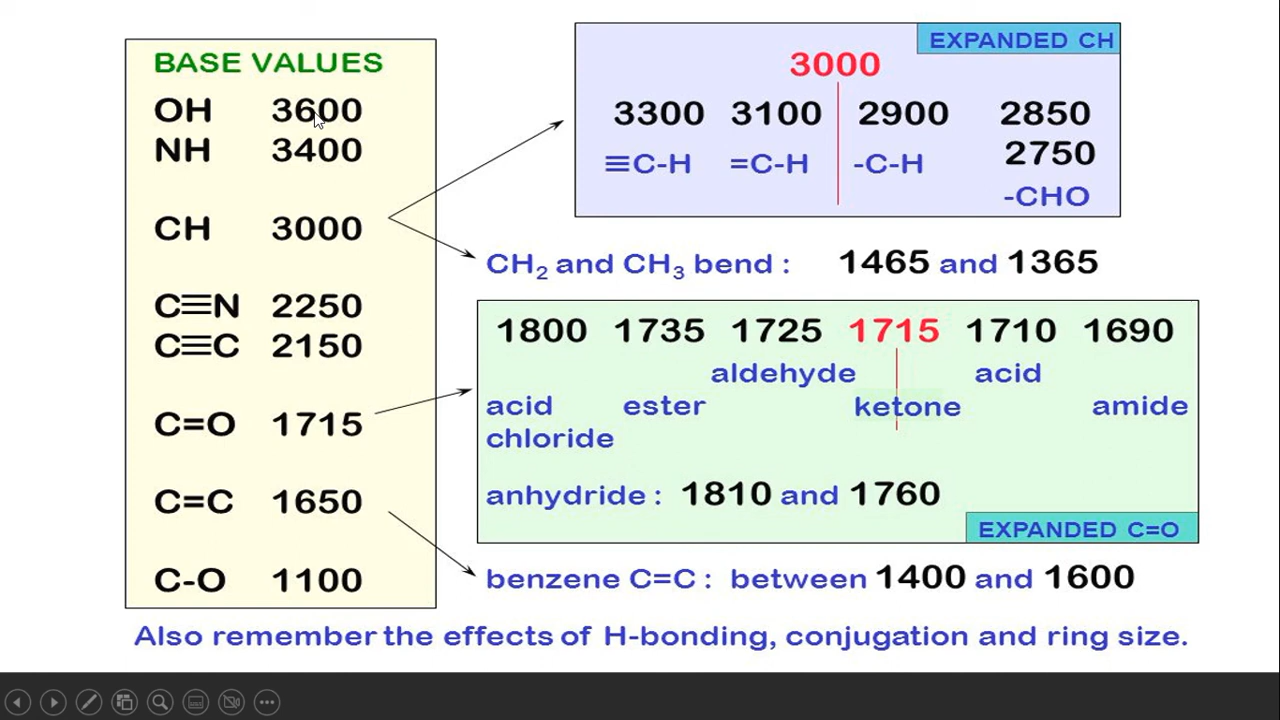 BASE VALUES
OH 3600
NH 3400
CH 3000
C≡N 2250
C≡C 2150
C=O 1715
C=C 1650
C-O 1100
EXPANDED CH
3000
3300 3100 2900 2850
2750
≡C-H =C-H -C-H
-CHO
CH₂ and CH₃ bend : 1465 and 1365
1800 1735 1725 1715 1710 1690
aldehyde acid
acid ester ketone amide
chloride
anhydride : 1810 and 1760
EXPANDED C=O
benzene C=C : between 1400 and 1600
Also remember the effects of H-bonding, conjugation and ring size.